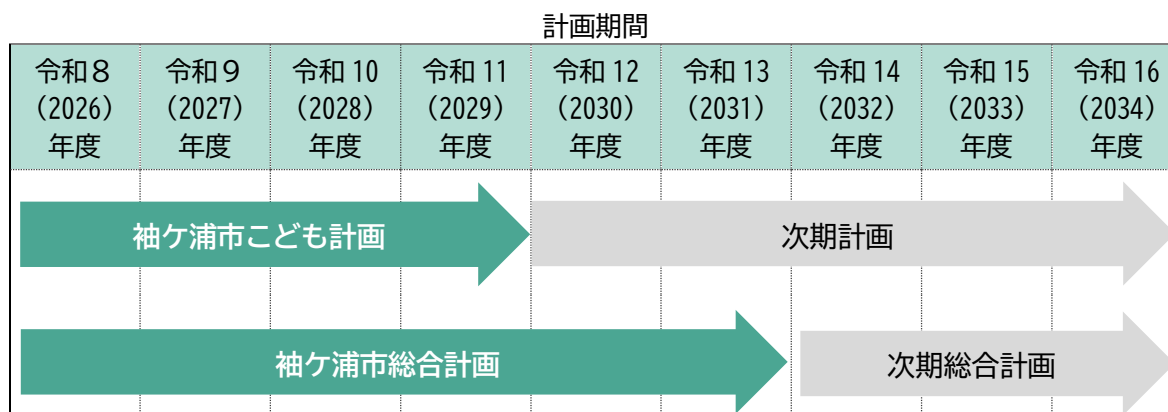 計画期間
令和８ 令和９ 令和 10 令和 11 令和 12 令和 13 令和 14 令和 15 令和 16
（2026） （2027） （2028） （2029） （2030） （2031） （2032） （2033） （2034）
年度 年度 年度 年度 年度 年度 年度 年度 年度
袖ケ浦市こども計画 次期計画
袖ケ浦市総合計画 次期総合計画